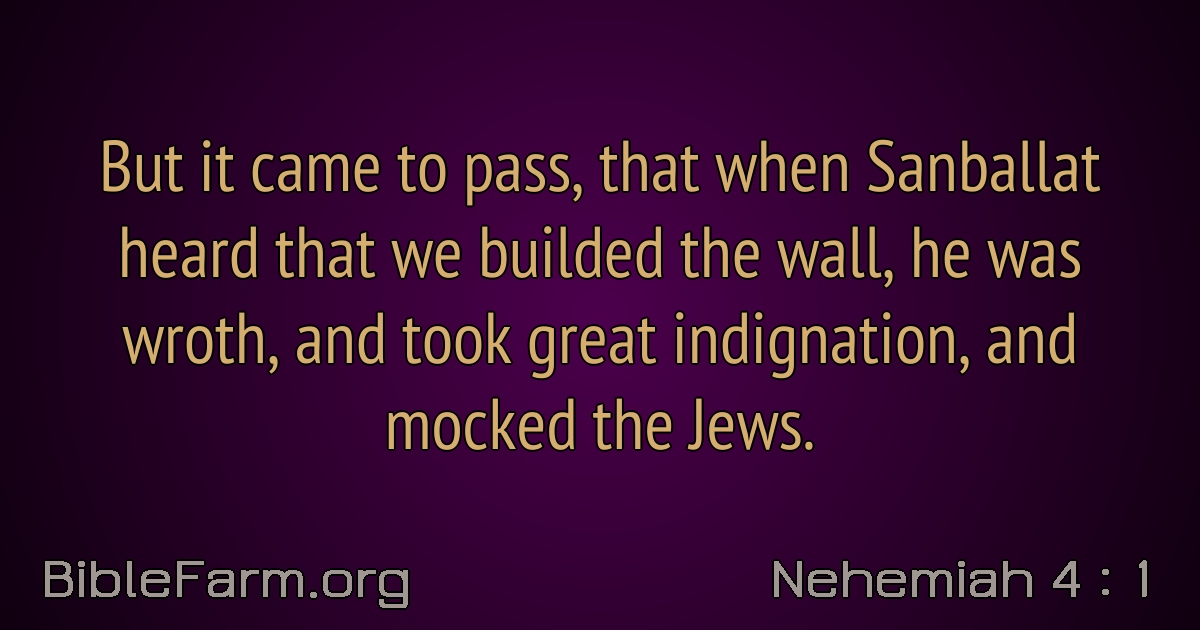 But it came to pass, that when Sanballat
heard that we builded the wall, he was
wroth, and took great indignation, and
mocked the Jews.
BibleFarm.org
Nehemiah 4 : 1